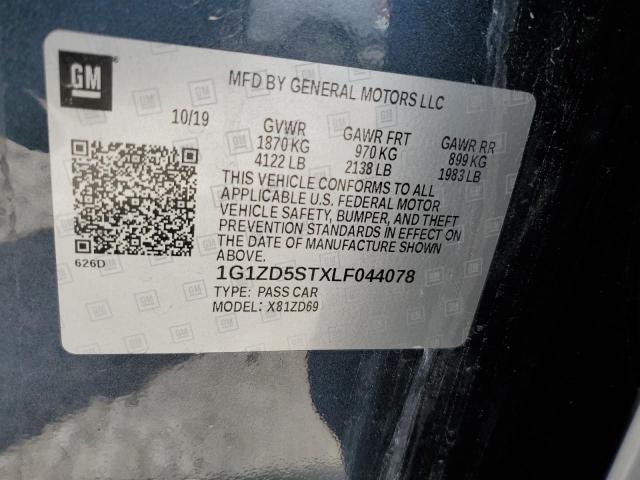 GM
MFD BY GENERAL MOTORS LLC
10/19 GVWR GAWR FRT GAWR RR
1870 KG 970 KG 899 KG
4122 LB 2138 LB 1983 LB
THIS VEHICLE CONFORMS TO ALL
APPLICABLE U.S. FEDERAL MOTOR
VEHICLE SAFETY, BUMPER, AND THEFT
PREVENTION STANDARDS IN EFFECT ON
THE DATE OF MANUFACTURE SHOWN
ABOVE.
626D
1G1ZD5STXLF044078
TYPE: PASS CAR
MODEL: X81ZD69